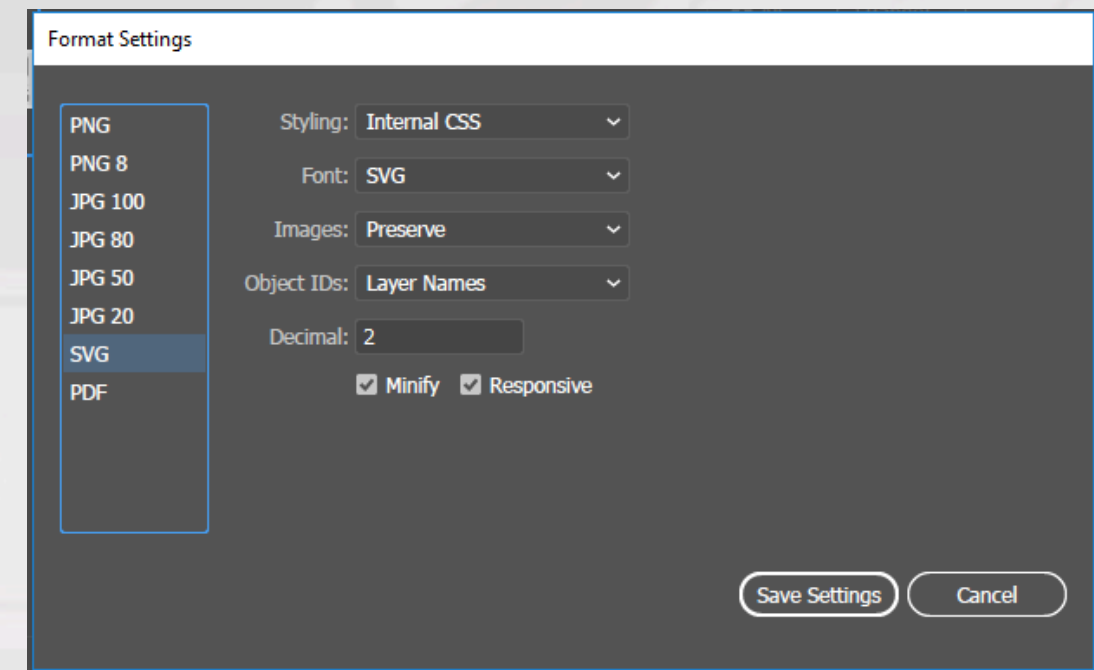 Format Settings
PNG
PNG 8
JPG 100
JPG 80
JPG 50
JPG 20
SVG
PDF
Styling: Internal CSS
Font: SVG
Images: Preserve
Object IDs: Layer Names
Decimal: 2
Minify Responsive
Save Settings Cancel